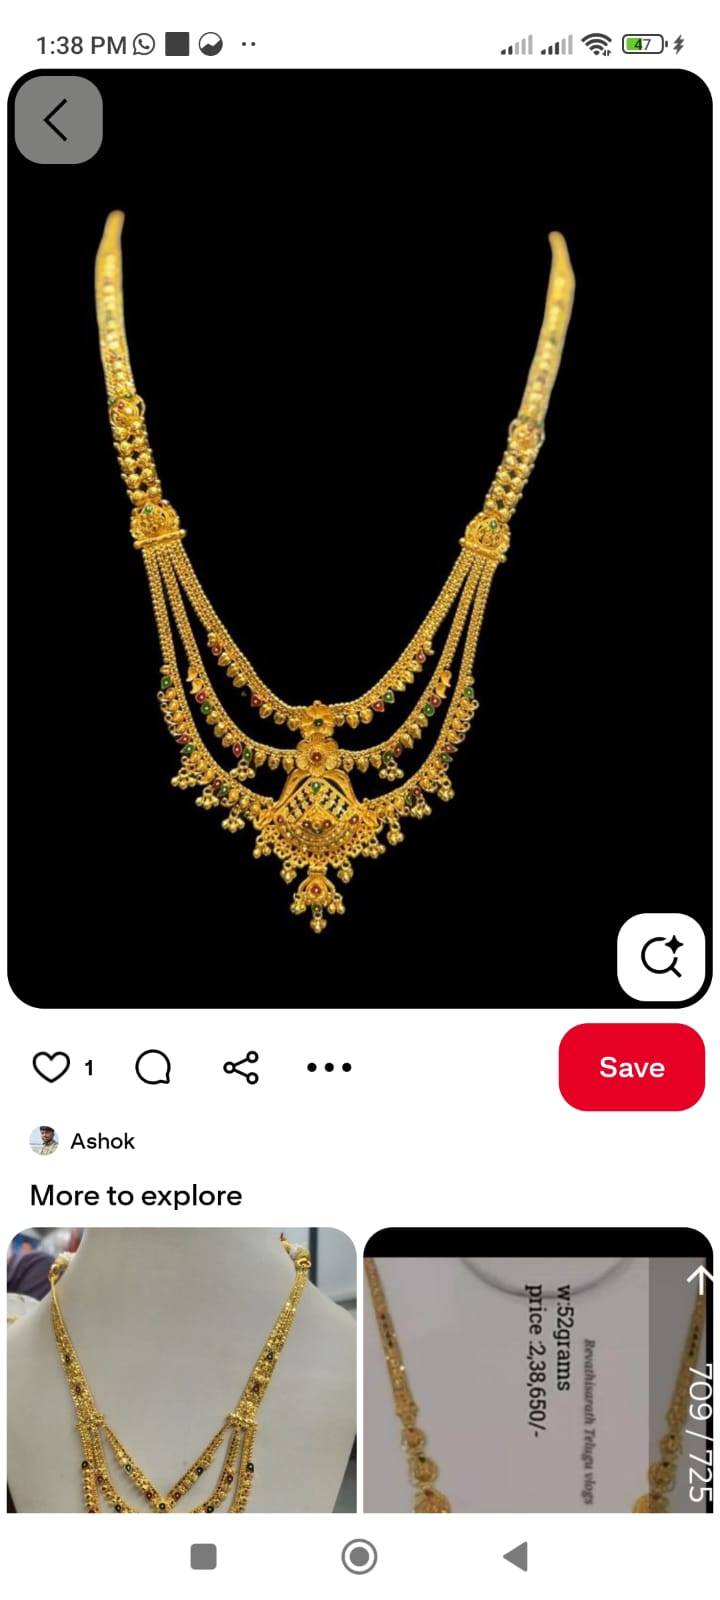 1:38 PM
47
1
Save
Ashok
More to explore
w:52grams
price :2,38,650/-
Revathisarath Telugu vlogs
709 / 725